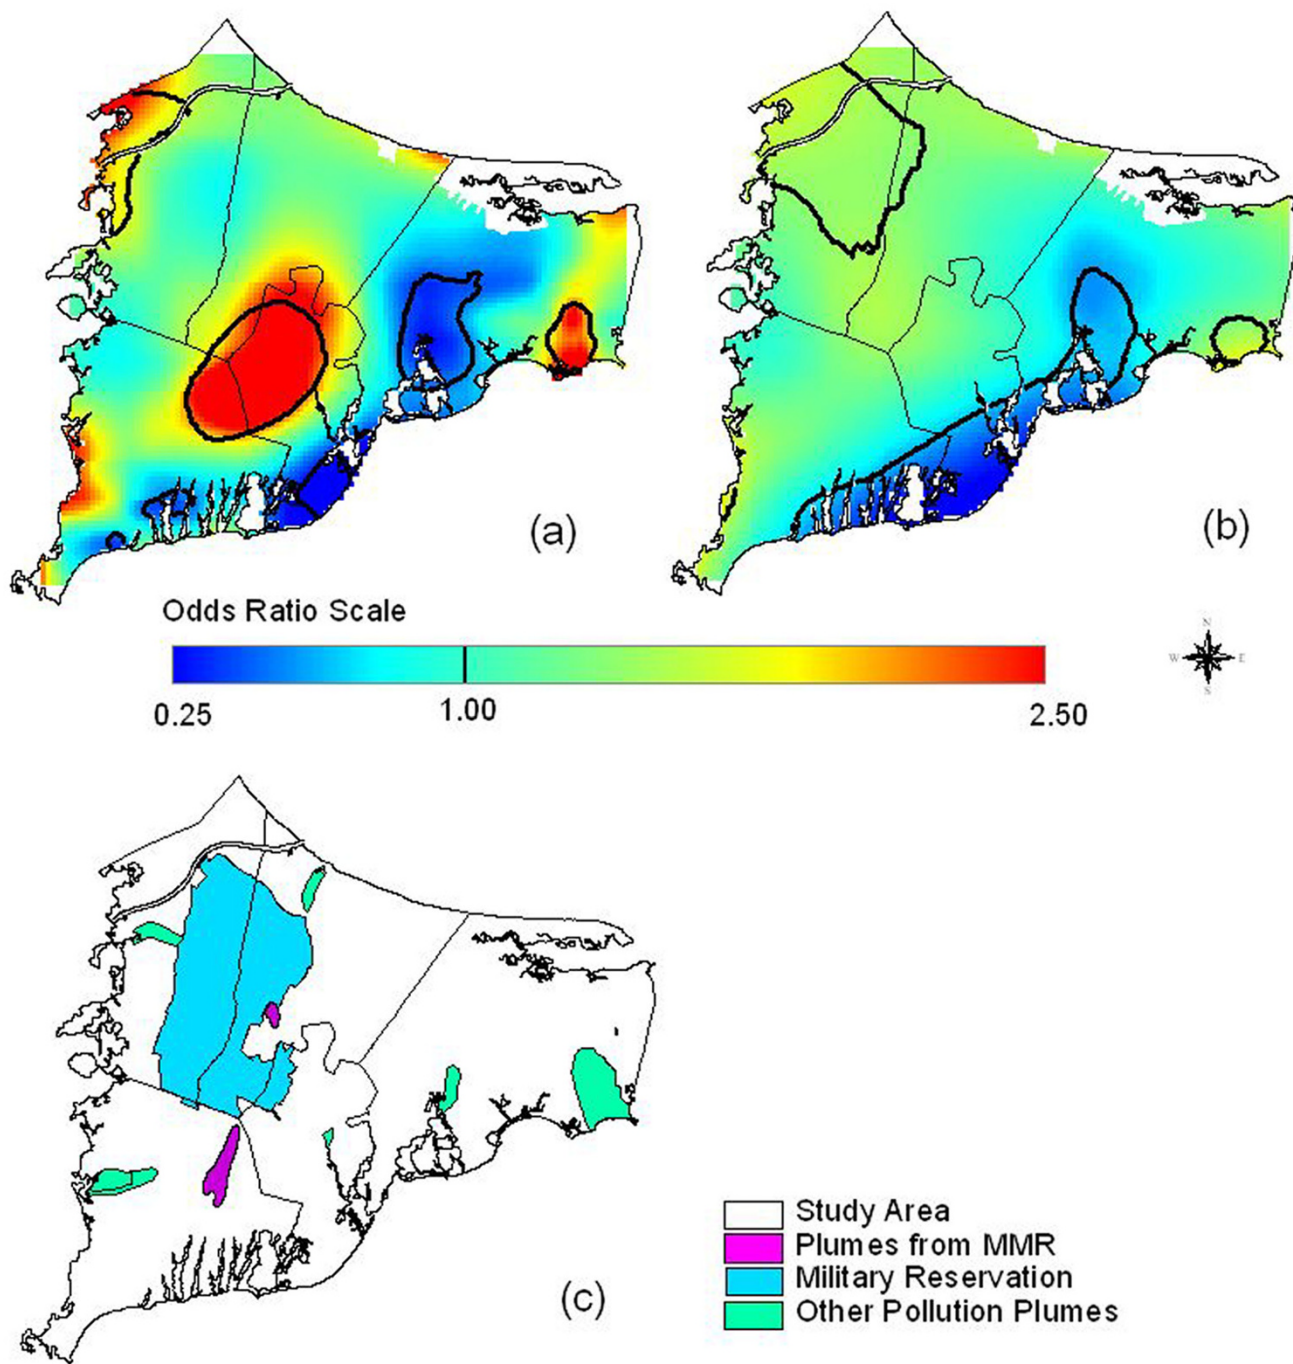 (a)
(b)
Odds Ratio Scale
N
W E
S
0.25 1.00 2.50
Study Area
Plumes from MMR
Military Reservation
Other Pollution Plumes
(c)